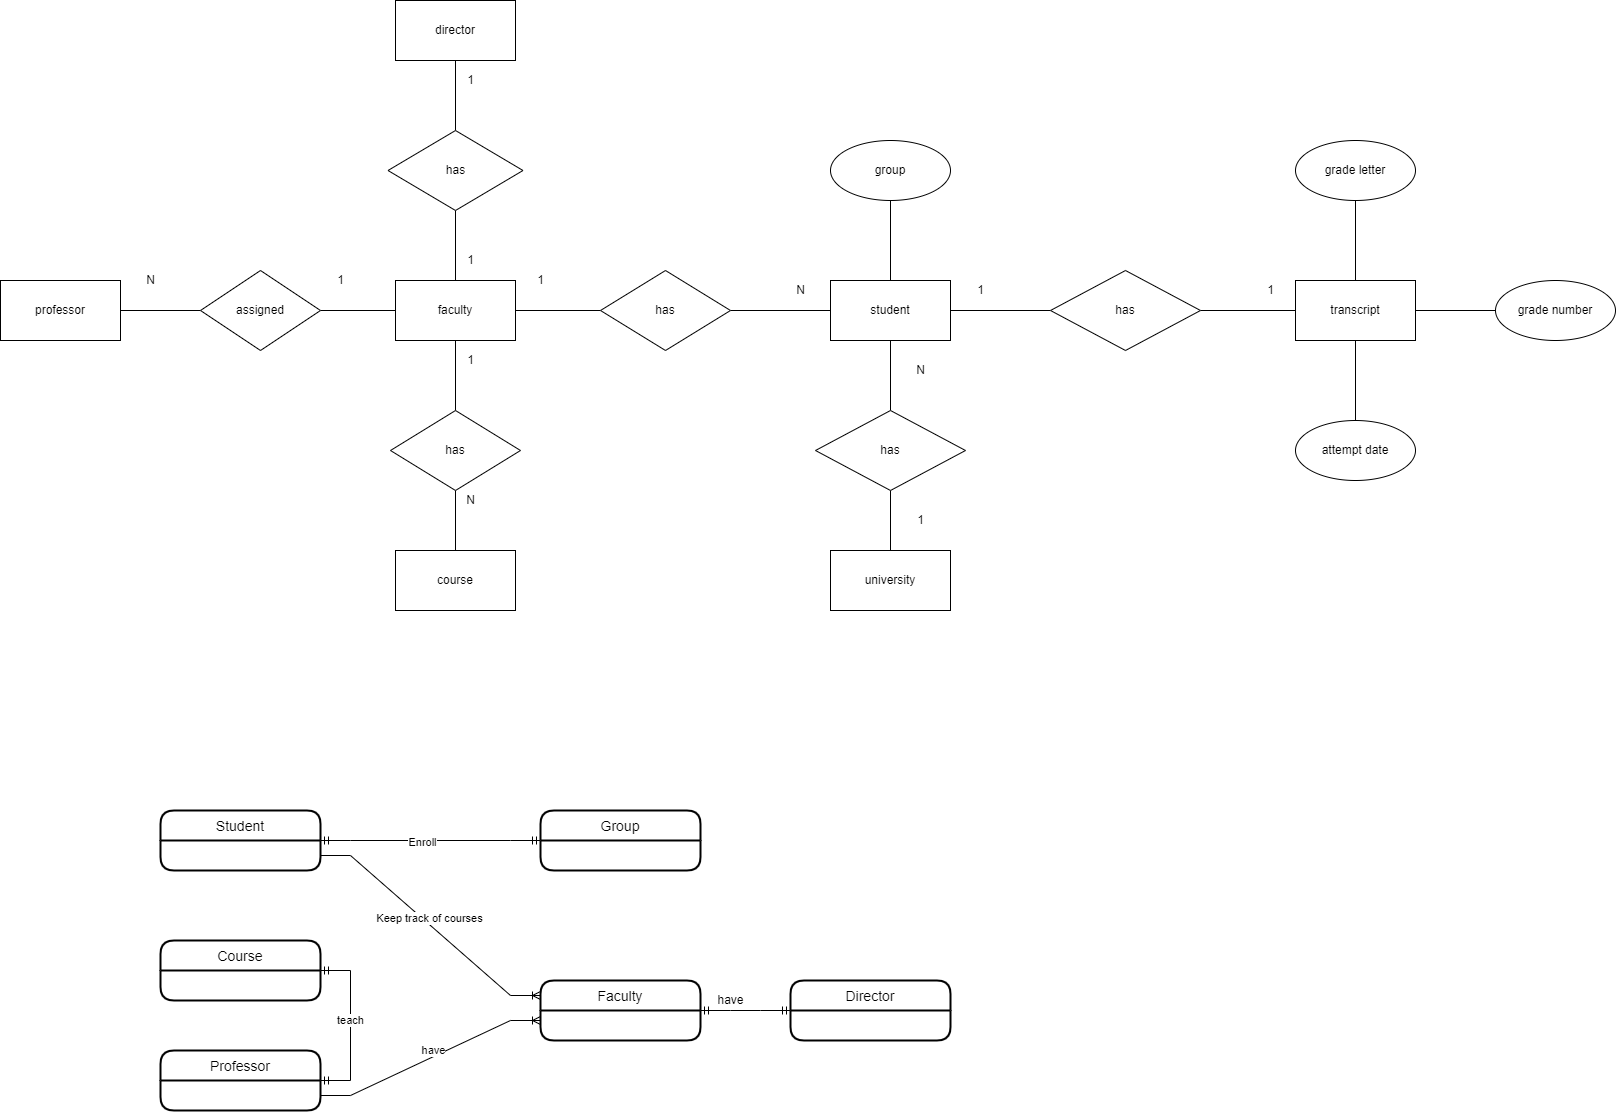 director
1
has
group
grade letter
1
N
1
1
N
1
1
professor
assigned
faculty
has
student
has
transcript
grade number
1
N
has
has
attempt date
N
1
course
university
Student
Group
Enroll
Keep track of courses
Course
Faculty
have
Director
teach
have
Professor